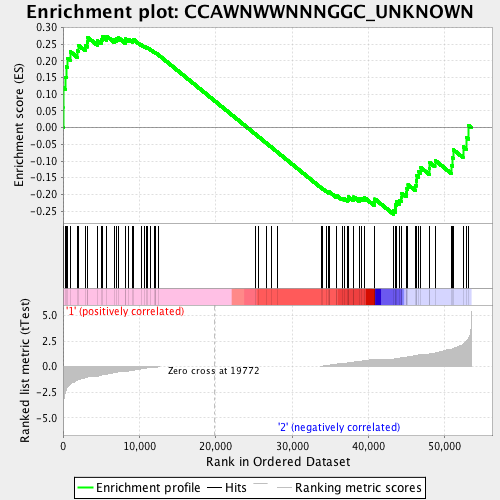 Enrichment plot: CCAWNWWNNNGGC_UNKNOWN
Enrichment score (ES)
0.30
0.25
0.20
0.15
0.10
0.05
0.00
-0.05
-0.10
-0.15
-0.20
-0.25
'1' (positively correlated)
Ranked list metric (tTest)
5.0
2.5
0.0
-2.5
-5.0
Zero cross at 19772
'2' (negatively correlated)
0
10,000
20,000
30,000
40,000
50,000
Rank in Ordered Dataset
Enrichment profile
Hits
Ranking metric scores